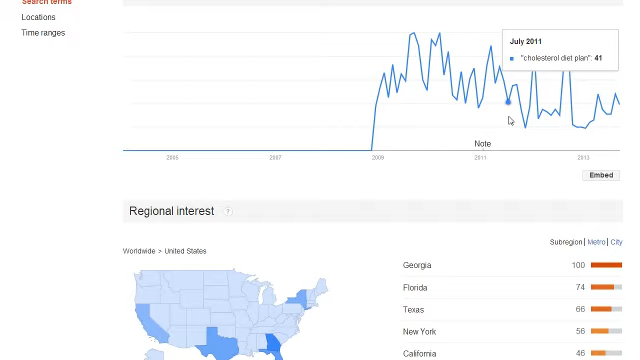 Search terms
Locations
Time ranges
July 2011
"cholesterol diet plan": 41
Note
2005 2007 2009 2011 2013
Embed
Regional interest ?
Worldwide > United States
Subregion | Metro | City
Georgia 100
Florida 74
Texas 66
New York 56
California 46